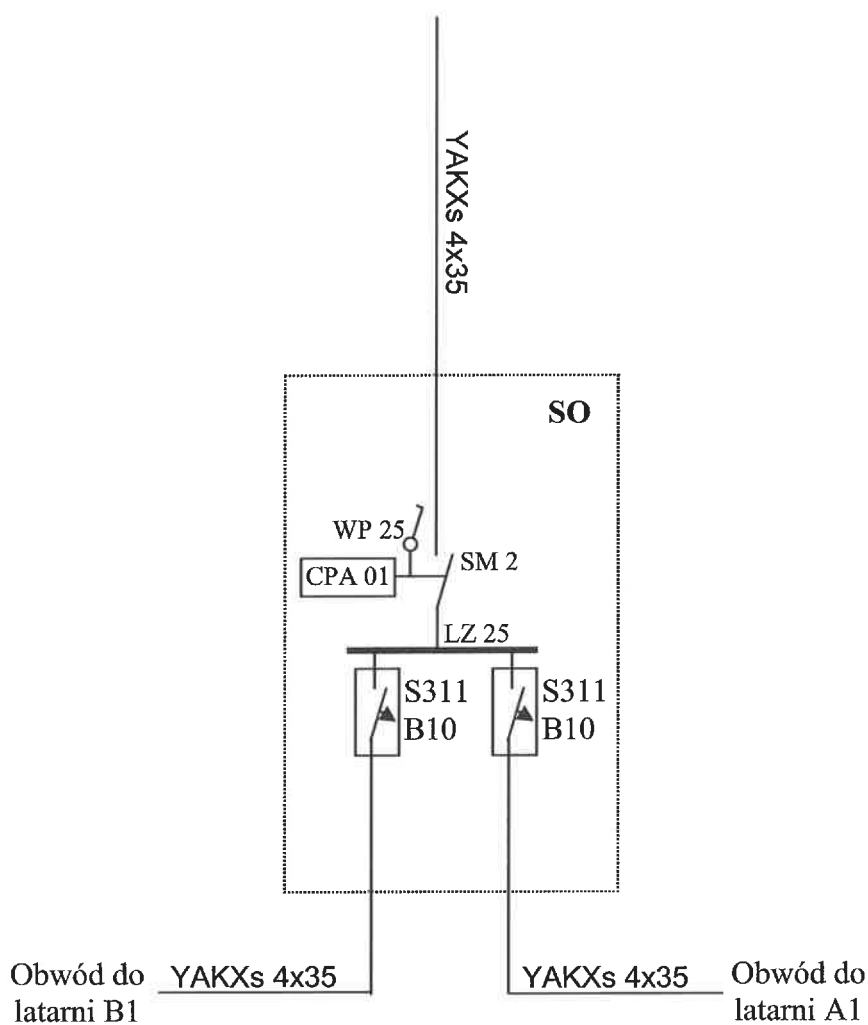 YAKXs 4x35
SO
WP 25
CPA 01
SM 2
LZ 25
S311
B10
S311
B10
Obwód do
latarni B1
YAKXs 4x35
YAKXs 4x35
Obwód do
latarni A1